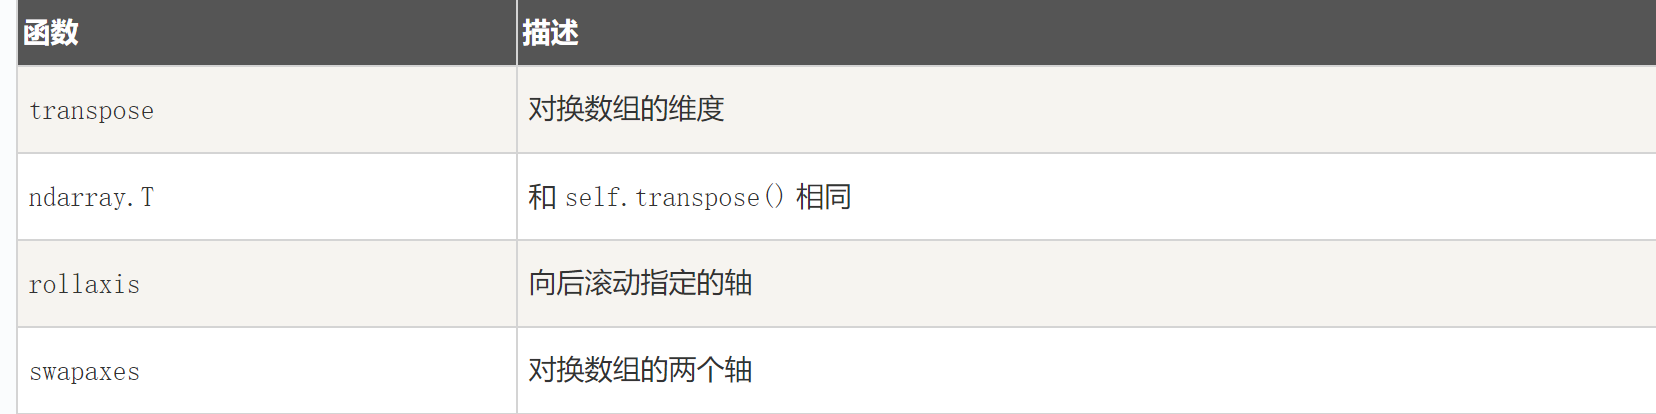 函数 描述
transpose 对换数组的维度
ndarray.T 和 self.transpose() 相同
rollaxis 向后滚动指定的轴
swapaxes 对换数组的两个轴